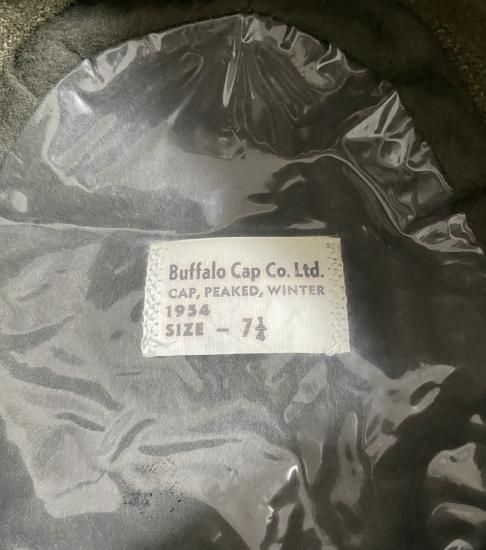 Buffalo Cap Co. Ltd.
CAP, PEAKED, WINTER
1954
SIZE – 7¼